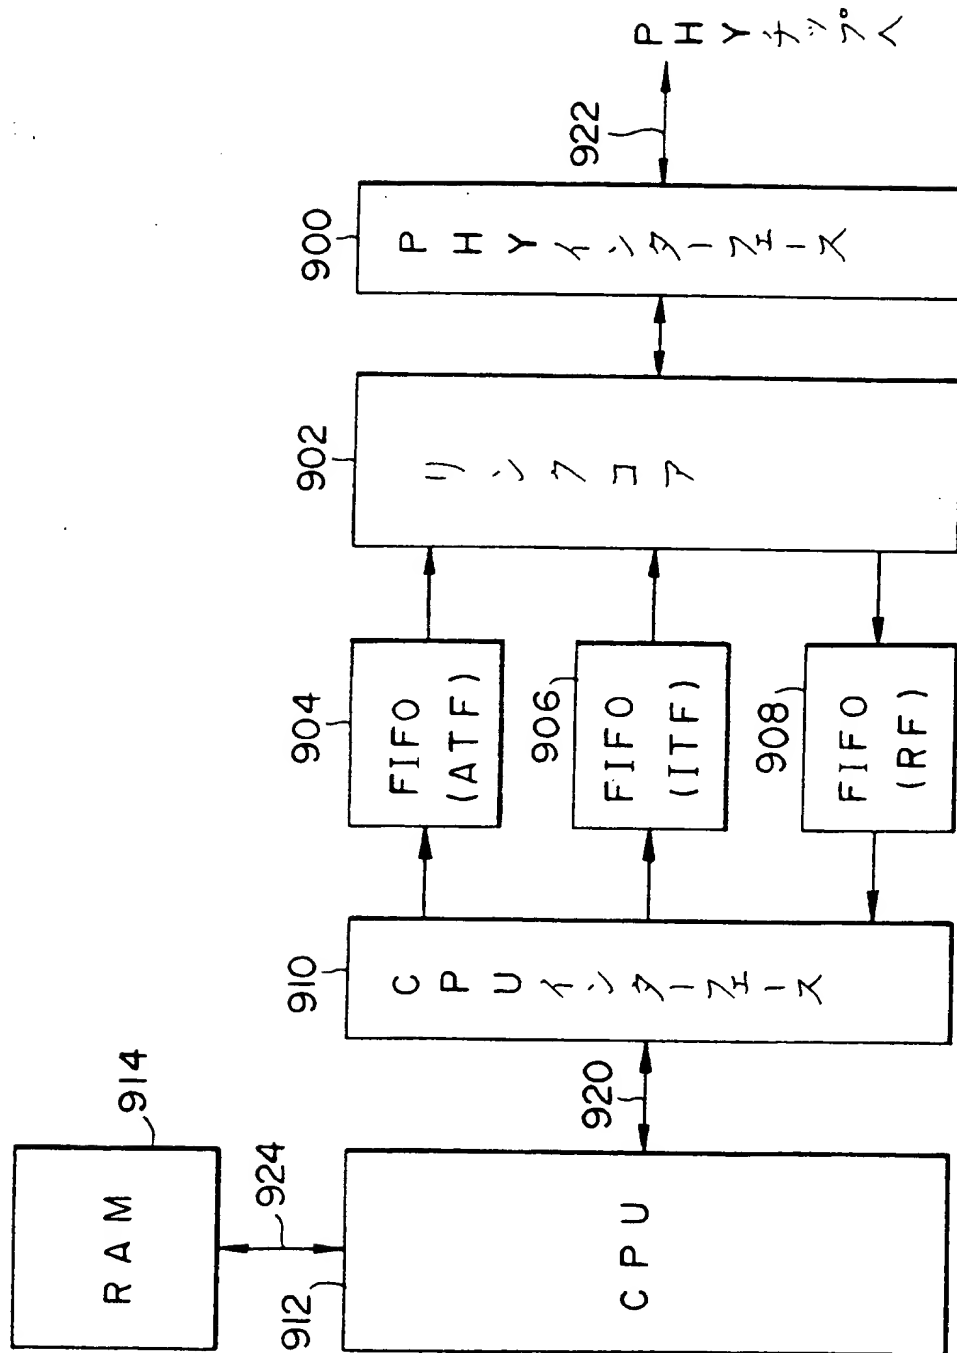 PHYチップへ
922
900
PHYインターフェース
902
リンクコア
904
FIFO
(ATF)
906
FIFO
(ITF)
908
FIFO
(RF)
910
CPUインターフェース
920
914
RAM
924
912
CPU